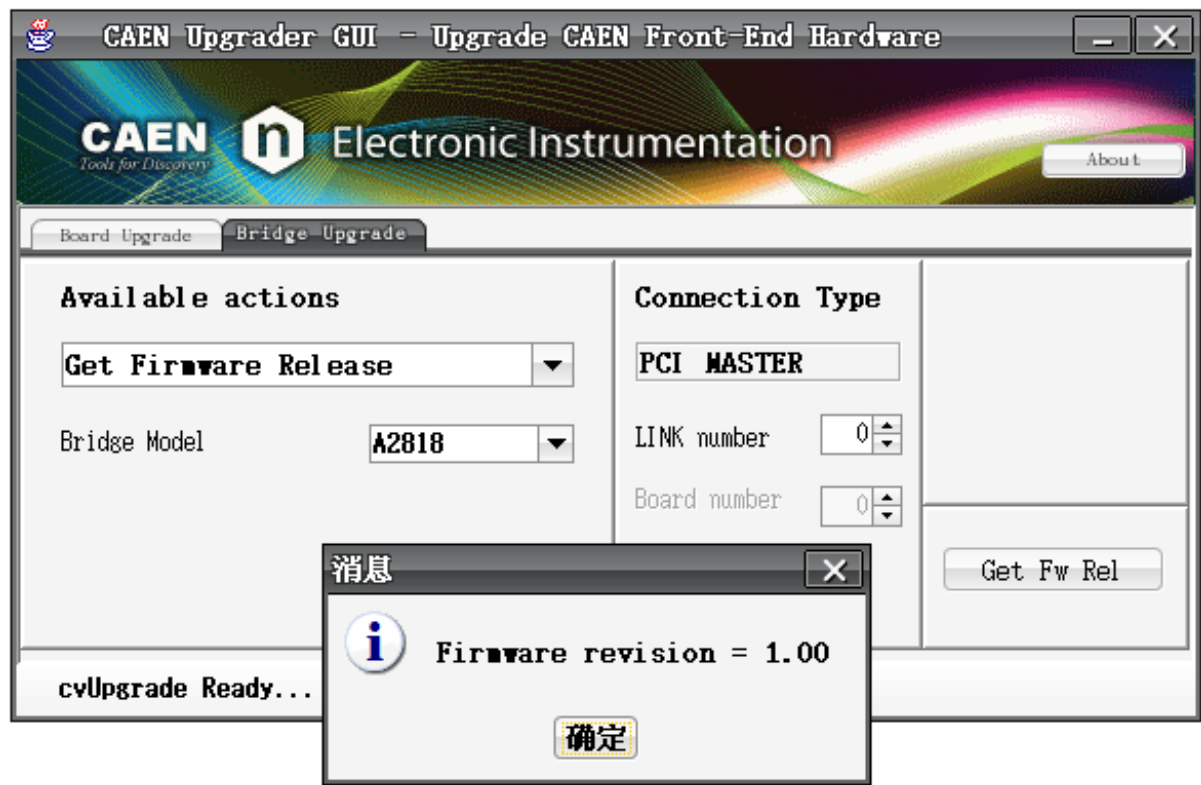 CAEN Upgrader GUI - Upgrade CAEN Front-End Hardware
CAEN
Tools for Discovery
n
Electronic Instrumentation
About
Board Upgrade
Bridge Upgrade
Available actions
Get Firmware Release
Bridge Model
A2818
Connection Type
PCI MASTER
LINK number
0
Board number
0
Get Fw Rel
消息
i
Firmware revision = 1.00
确定
cvUpgrade Ready...